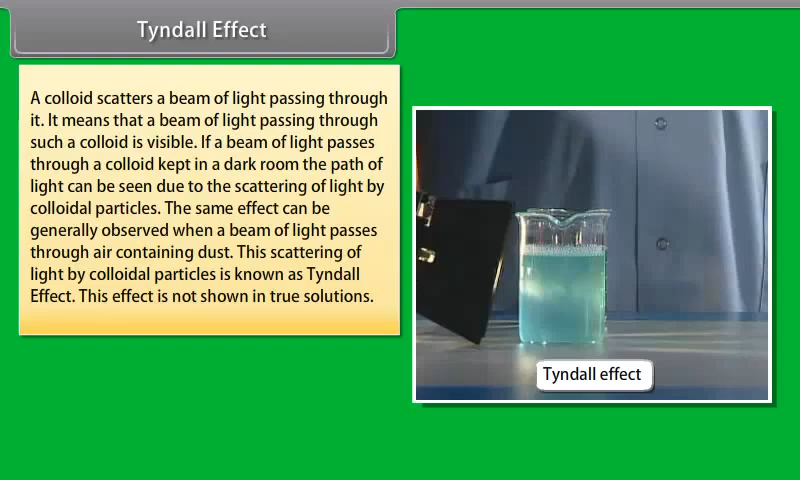 Tyndall Effect
A colloid scatters a beam of light passing through
it. It means that a beam of light passing through
such a colloid is visible. If a beam of light passes
through a colloid kept in a dark room the path of
light can be seen due to the scattering of light by
colloidal particles. The same effect can be
generally observed when a beam of light passes
through air containing dust. This scattering of
light by colloidal particles is known as Tyndall
Effect. This effect is not shown in true solutions.
Tyndall effect